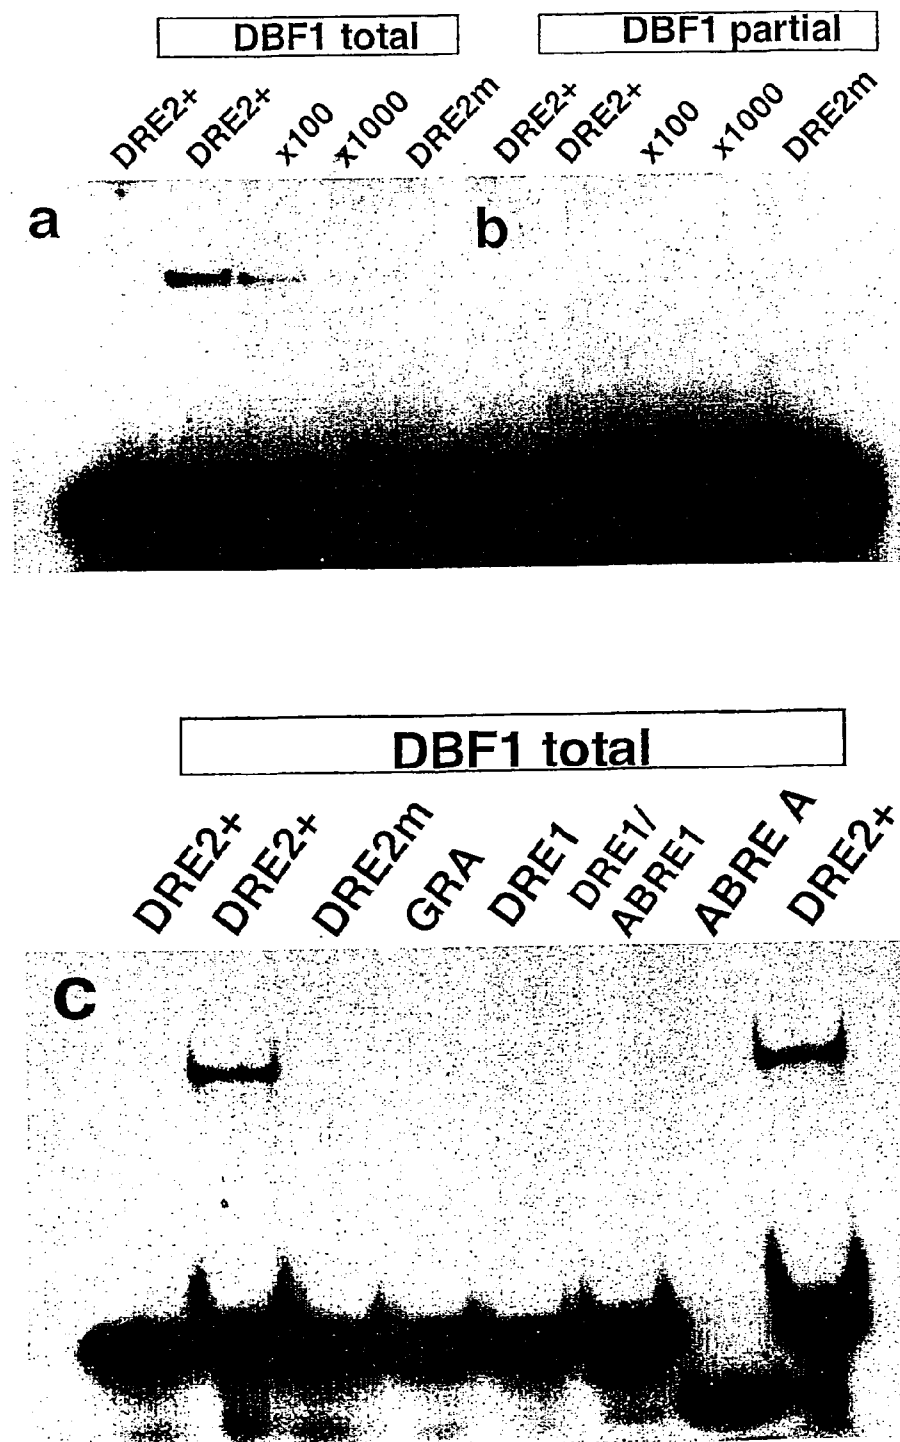 DBF1 total
DBF1 partial
DRE2+
DRE2+
x100
x1000
DRE2m
DRE2+
DRE2+
x100
x1000
DRE2m
a
b
DBF1 total
DRE2+
DRE2+
DRE2m
GRA
DRE1
DRE1/
ABRE1
ABRE A
DRE2+
c